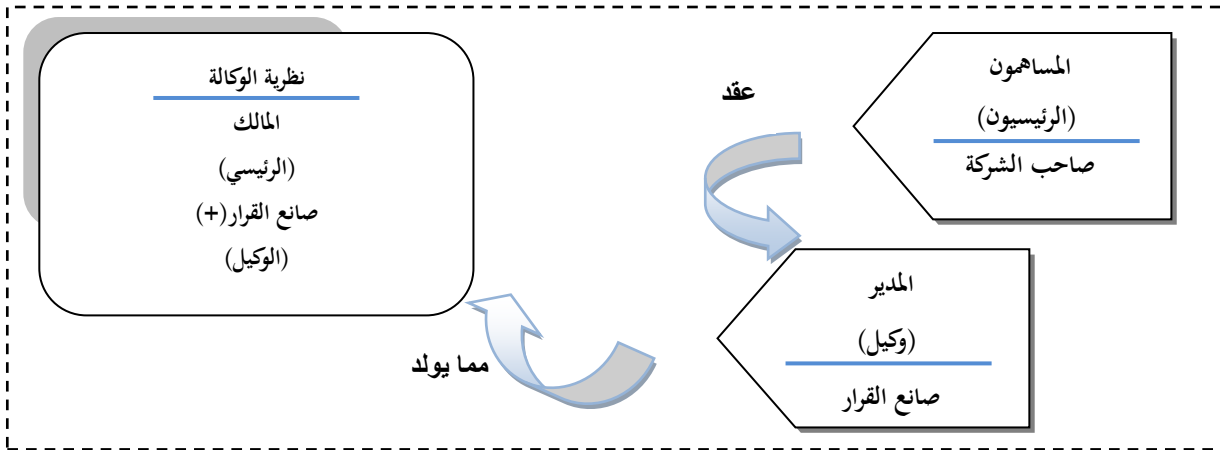 المساهمون
(الرئيسيون)
صاحب الشركة
عقد
المدير
(وكيل)
صانع القرار
مما يولد
نظرية الوكالة
المالك
(الرئيسي)
صانع القرار(+)
(الوكيل)